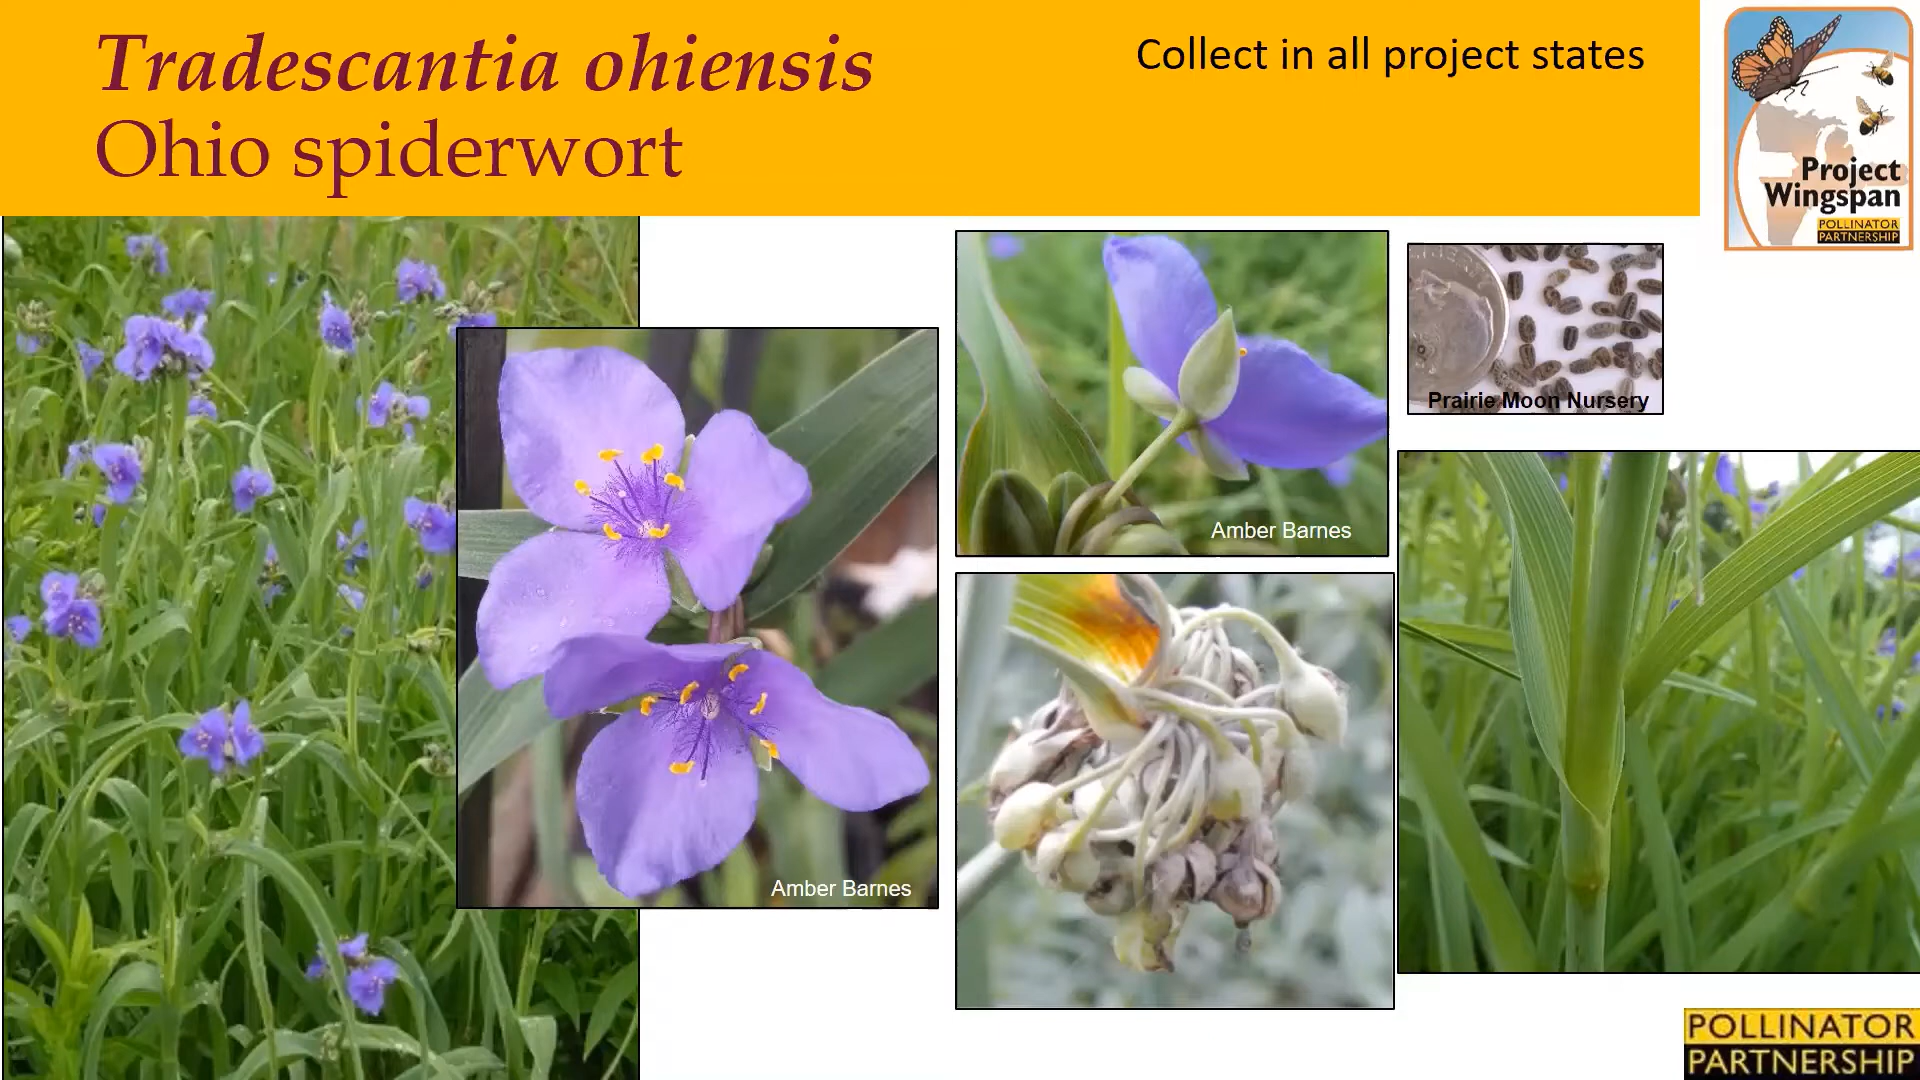 Tradescantia ohiensis
Ohio spiderwort
Collect in all project states
Project
Wingspan
POLLINATOR
PARTNERSHIP
Prairie Moon Nursery
Amber Barnes
Amber Barnes
POLLINATOR
PARTNERSHIP